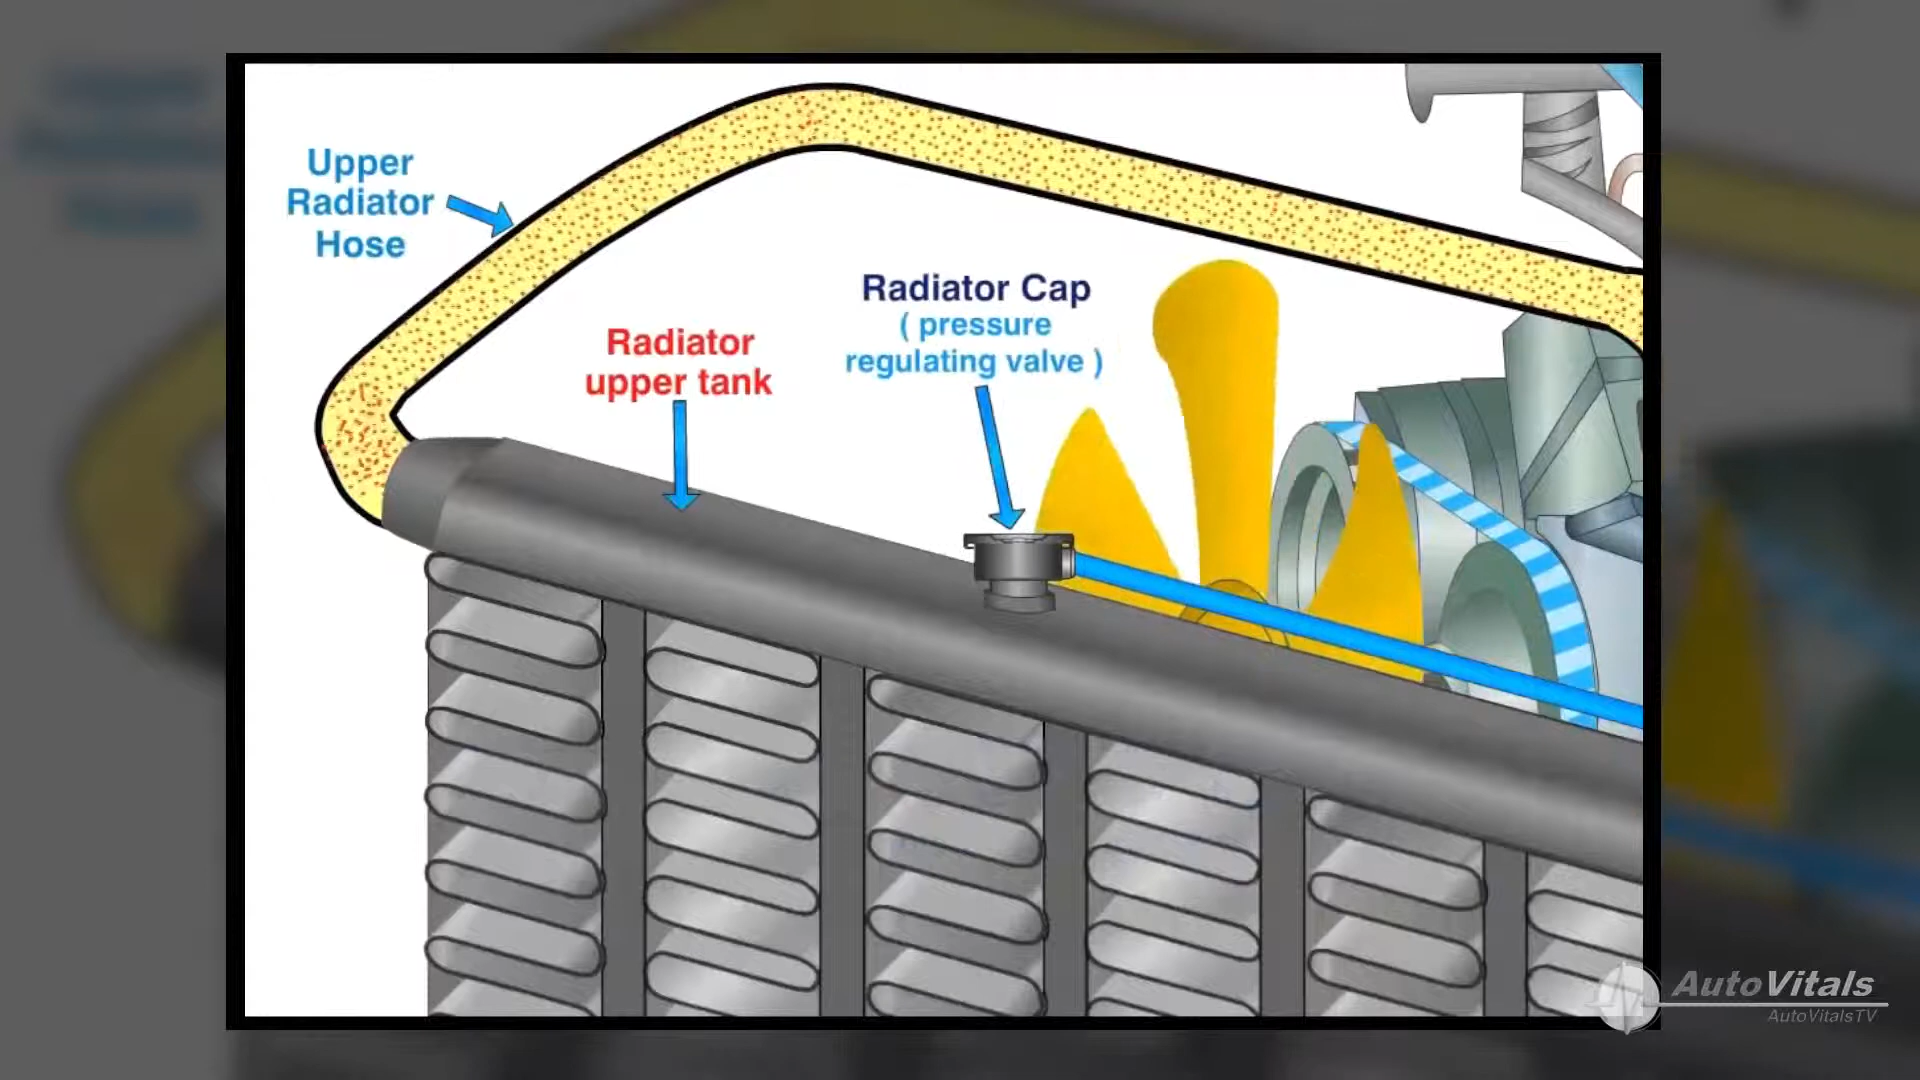 Upper
Radiator
Hose
Radiator Cap
( pressure
regulating valve )
Radiator
upper tank
AutoVitals
AutoVitalsTV